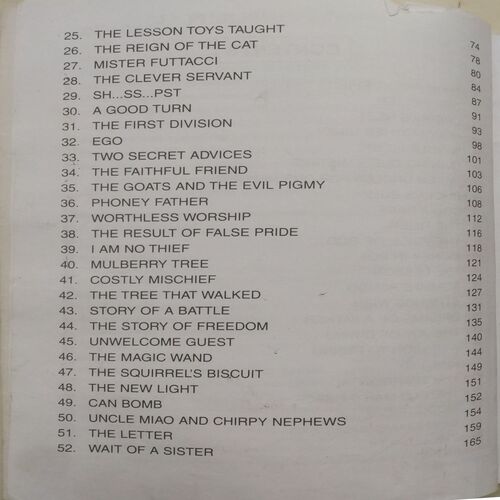 25. THE LESSON TOYS TAUGHT 74
26. THE REIGN OF THE CAT 78
27. MISTER FUTTACCI 80
28. THE CLEVER SERVANT 84
29. SH...SS...PST 87
30. A GOOD TURN 91
31. THE FIRST DIVISION 93
32. EGO 98
33. TWO SECRET ADVICES 101
34. THE FAITHFUL FRIEND 103
35. THE GOATS AND THE EVIL PIGMY 106
36. PHONEY FATHER 108
37. WORTHLESS WORSHIP 112
38. THE RESULT OF FALSE PRIDE 116
39. I AM NO THIEF 118
40. MULBERRY TREE 121
41. COSTLY MISCHIEF 124
42. THE TREE THAT WALKED 127
43. STORY OF A BATTLE 131
44. THE STORY OF FREEDOM 135
45. UNWELCOME GUEST 140
46. THE MAGIC WAND 144
47. THE SQUIRREL'S BISCUIT 149
48. THE NEW LIGHT 151
49. CAN BOMB 152
50. UNCLE MIAO AND CHIRPY NEPHEWS 154
51. THE LETTER 159
52. WAIT OF A SISTER 165